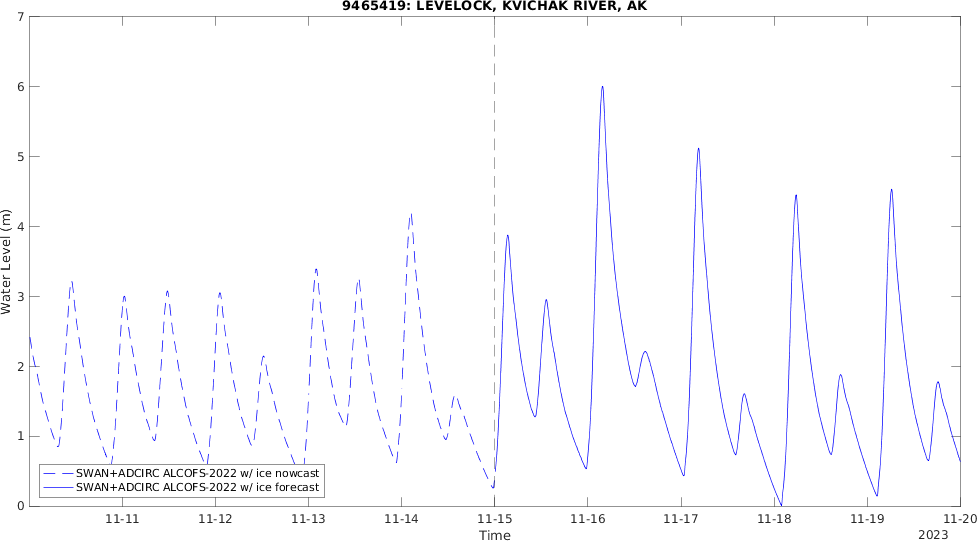 9465419: LEVELOCK, KVICHAK RIVER, AK
7
6
5
4
3
2
1
0
Water Level (m)
SWAN+ADCIRC ALCOFS-2022 w/ ice nowcast
SWAN+ADCIRC ALCOFS-2022 w/ ice forecast
11-11 11-12 11-13 11-14 11-15 11-16 11-17 11-18 11-19 11-20
Time
2023